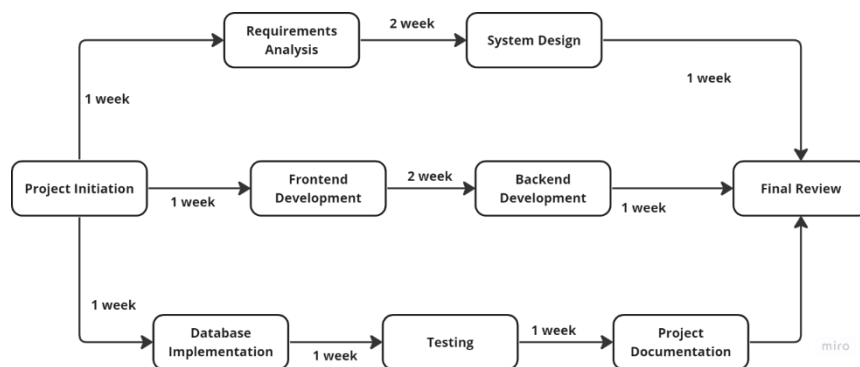 Requirements
Analysis
2 week
System Design
1 week
1 week
Project Initiation
1 week
Frontend
Development
2 week
Backend
Development
1 week
Final Review
1 week
Database
Implementation
1 week
Testing
1 week
Project
Documentation
miro